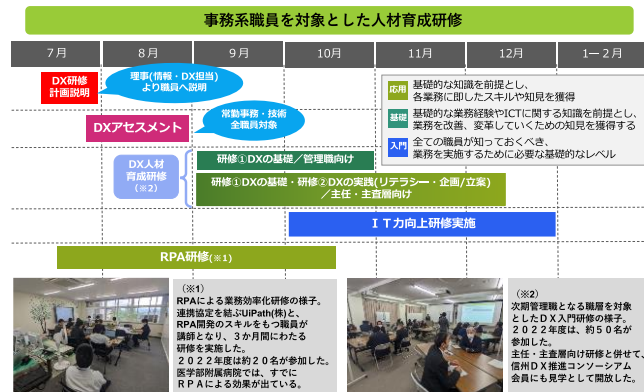 事務系職員を対象とした人材育成研修
7月
8月
9月
10月
11月
12月
1ー2月
DX研修
計画説明
理事(情報・DX担当)
より職員へ説明
応用
基礎的な知識を前提とし、
各業務に即したスキルや知見を獲得
基礎
基礎的な業務経験やICTに関する知識を前提とし、
業務を改善、変革していくための知見を獲得する
入門
全ての職員が知っておくべき、
業務を実施するために必要な基礎的なレベル
DXアセスメント
常勤事務・技術
全職員対象
DX人材
育成研修
(※2)
研修①DXの基礎/管理職向け
研修①DXの基礎・研修②DXの実践(リテラシー・企画/立案)
/主任・主査層向け
IT力向上研修実施
RPA研修(※1)
(※1)
RPAによる業務効率化研修の様子。
連携協定を結ぶUiPath(株)と、
RPA開発のスキルをもつ職員が
講師となり、3か月間にわたる
研修を実施した。
2022年度は約20名が参加した。
医学部附属病院では、すでに
RPAによる効果が出ている。
(※2)
次期管理職となる職層を対象
としたDX入門研修の様子。
2022年度は、約50名が
参加した。
主任・主査層向け研修と併せて、
信州DX推進コンソーシアム
会員にも見学として開放した。